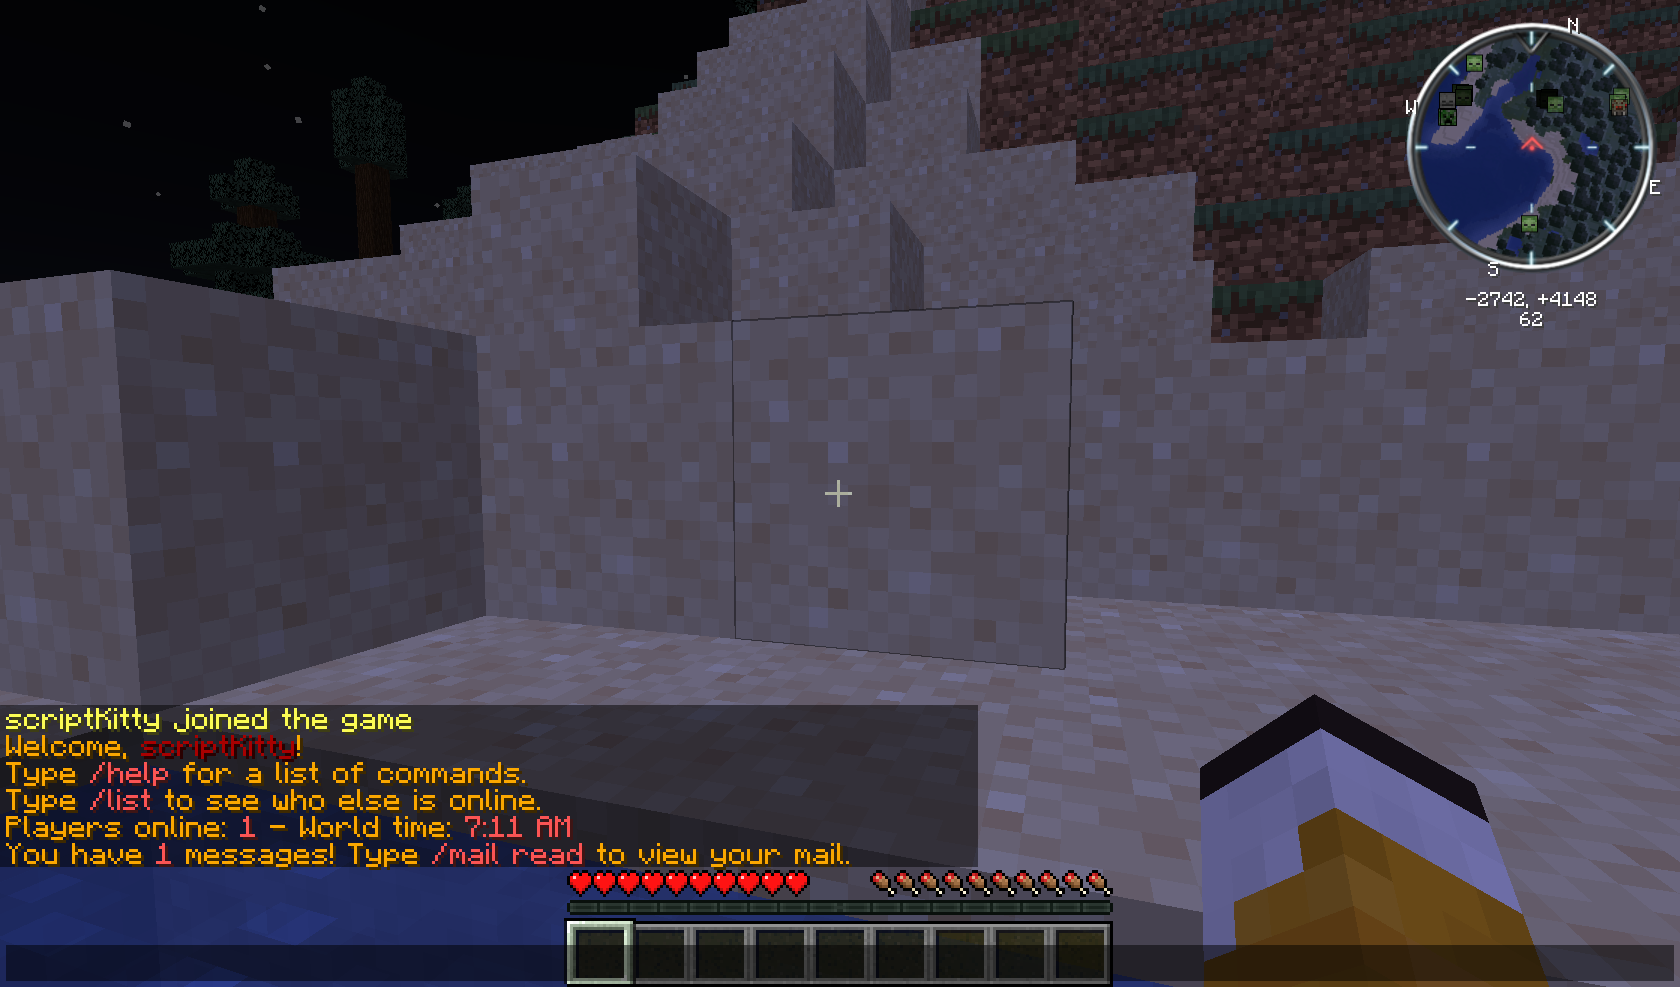 N
W
E
S
-2742, +4148
62
scriptKitty joined the game
Welcome, scriptKitty!
Type /help for a list of commands.
Type /list to see who else is online.
Players online: 1 - World time: 7:11 AM
You have 1 messages! Type /mail read to view your mail.